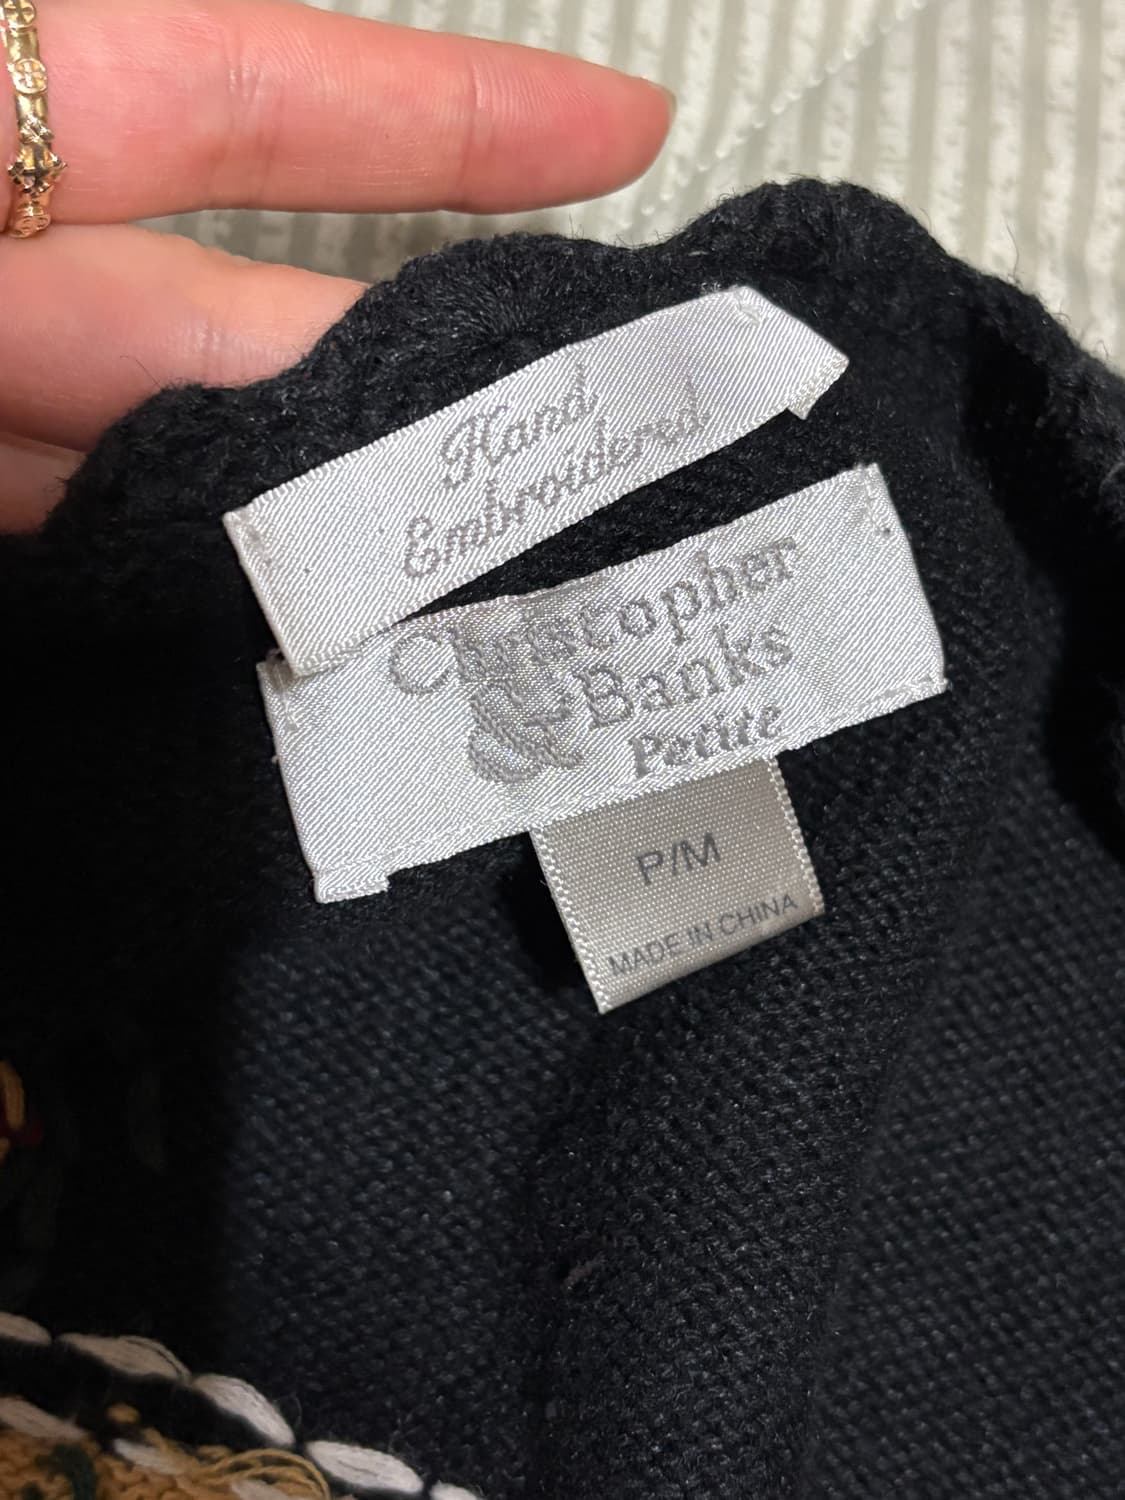 Hand
Embroidered
Christopher
& Banks
Petite
P/M
MADE IN CHINA